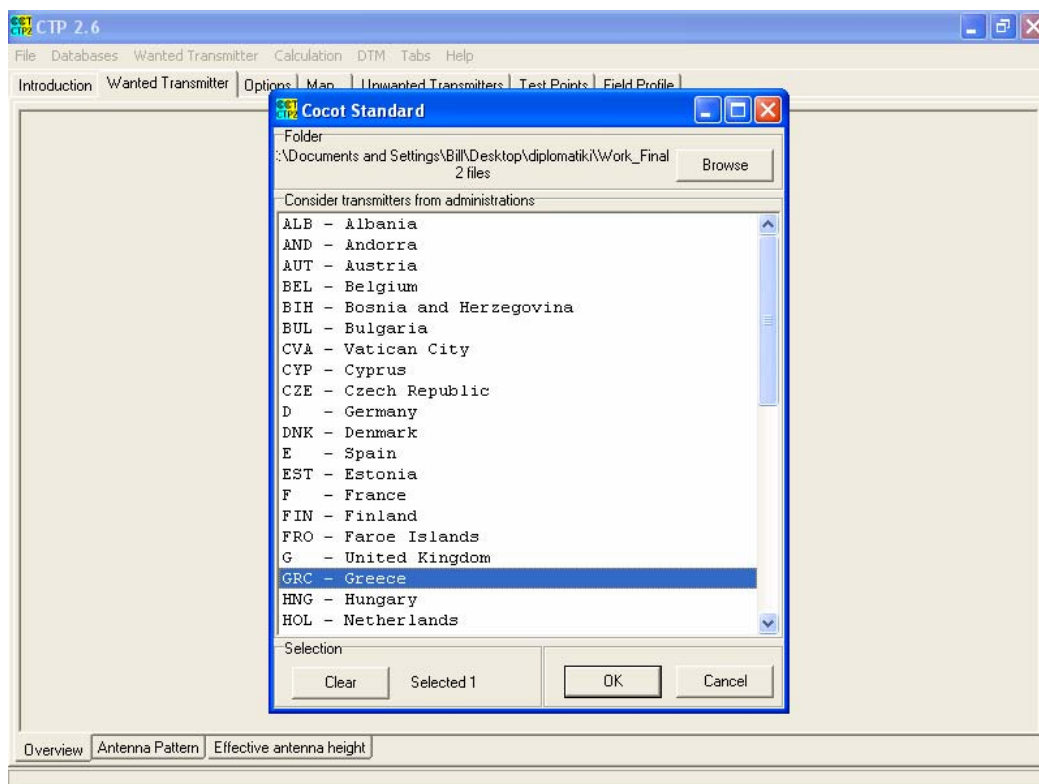 CCT CTP2 CTP 2.6
File Databases Wanted Transmitter Calculation DTM Tabs Help
Introduction Wanted Transmitter Options Map Unwanted Transmitters Test Points Field Profile
CCT CTP2 Cocot Standard
Folder
:\Documents and Settings\Bill\Desktop\diplomatiki\Work_Final
2 files
Browse
Consider transmitters from administrations
ALB - Albania
AND - Andorra
AUT - Austria
BEL - Belgium
BIH - Bosnia and Herzegovina
BUL - Bulgaria
CVA - Vatican City
CYP - Cyprus
CZE - Czech Republic
D - Germany
DNK - Denmark
E - Spain
EST - Estonia
F - France
FIN - Finland
FRO - Faroe Islands
G - United Kingdom
GRC - Greece
HNG - Hungary
HOL - Netherlands
Selection
Clear Selected 1 OK Cancel
Overview Antenna Pattern Effective antenna height